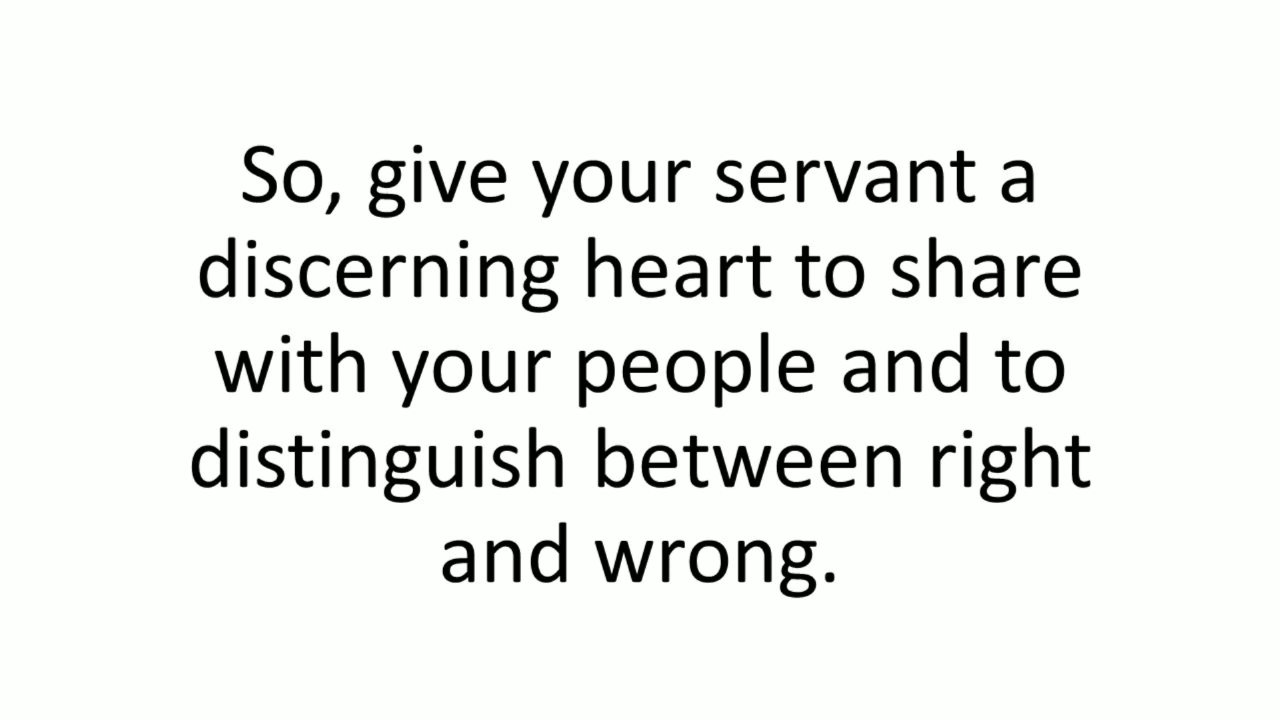 So, give your servant a
discerning heart to share
with your people and to
distinguish between right
and wrong.